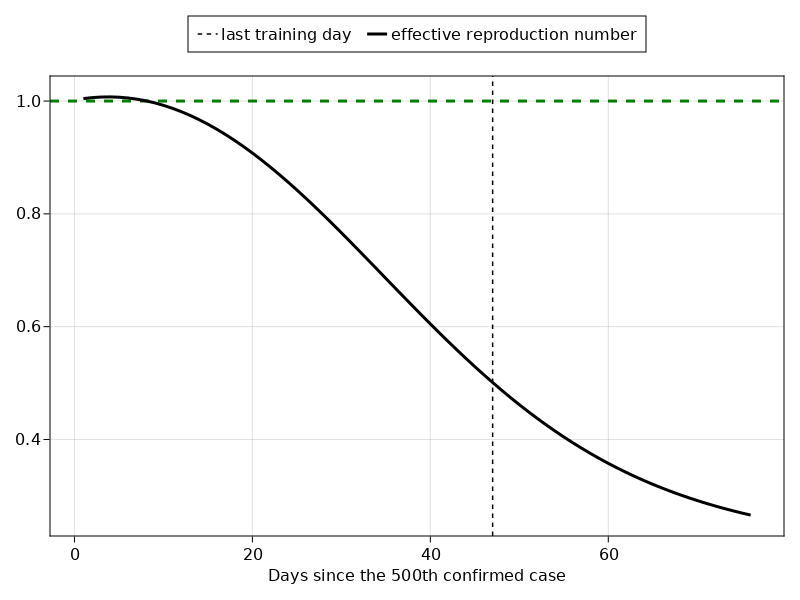 last training day effective reproduction number
1.0
0.8
0.6
0.4
0 20 40 60
Days since the 500th confirmed case